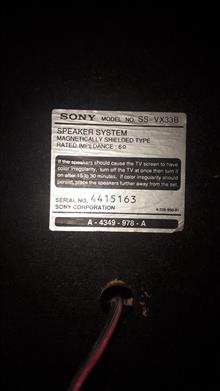 SONY MODEL NO. SS-VX33B
SPEAKER SYSTEM
MAGNETICALLY SHIELDED TYPE
RATED IMPEDANCE : 6Ω
If the speakers should cause the TV screen to have
color irregularity, turn off the TV at once then turn it
on after 15 to 30 minutes. If color irregularity should
persist, place the speakers further away from the set.
SERIAL NO. 4415163
SONY CORPORATION
A - 4349 - 978 - A